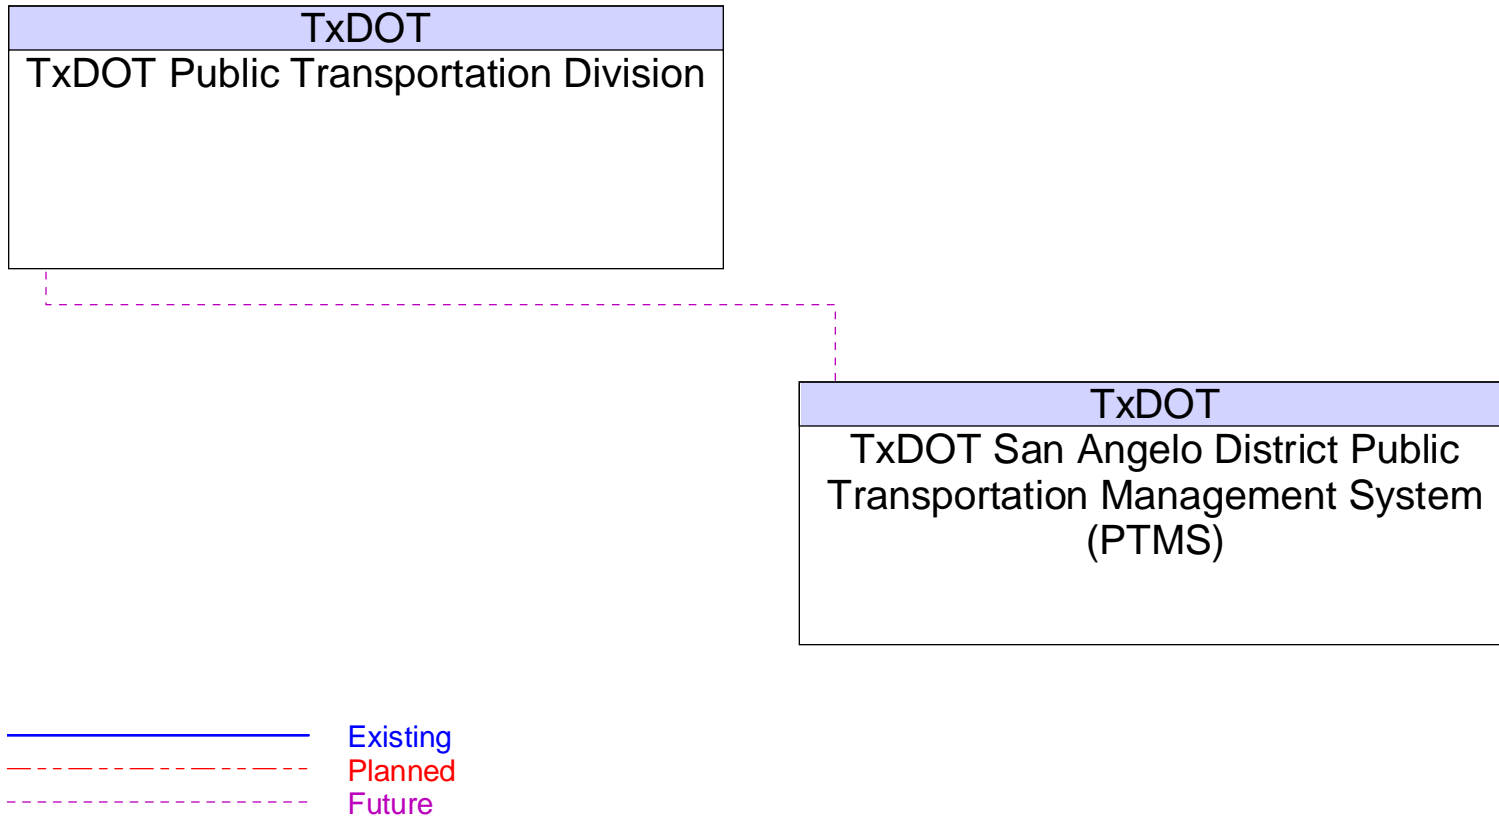 TxDOT
TxDOT Public Transportation Division
TxDOT
TxDOT San Angelo District Public
Transportation Management System
(PTMS)
Existing
Planned
Future